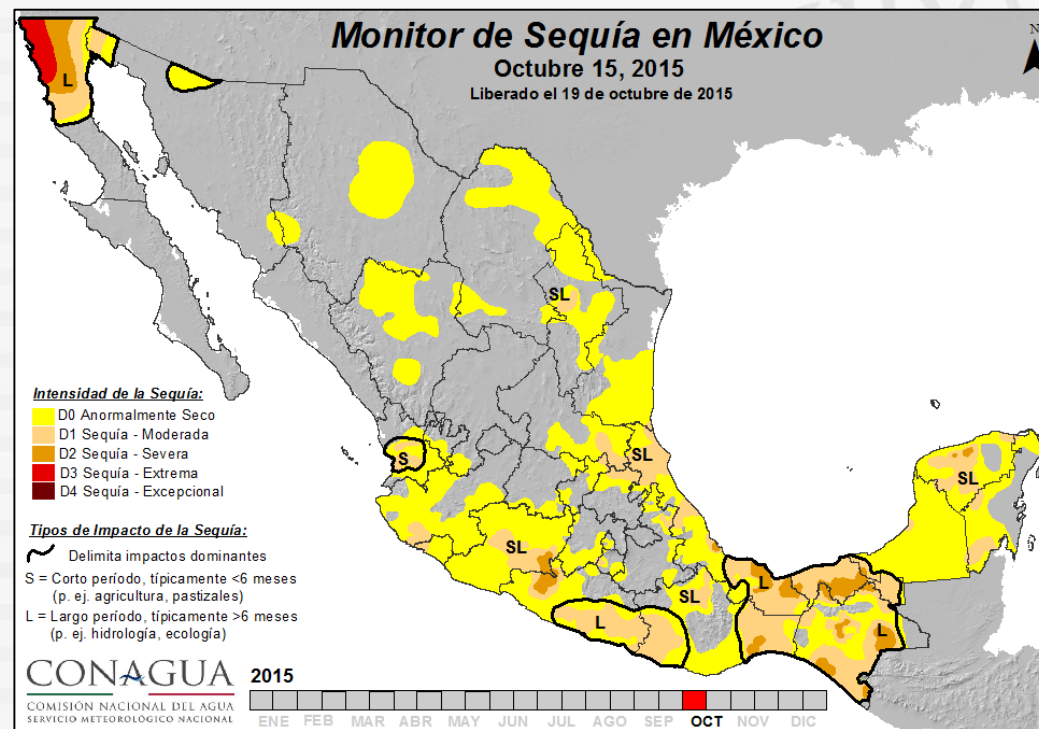 Monitor de Sequía en México
Octubre 15, 2015
Liberado el 19 de octubre de 2015
N
L
SL
S
SL
SL
SL
L
SL
L
L
Intensidad de la Sequía:
D0 Anormalmente Seco
D1 Sequía - Moderada
D2 Sequía - Severa
D3 Sequía - Extrema
D4 Sequía - Excepcional
Tipos de Impacto de la Sequía:
Delimita impactos dominantes
S = Corto período, típicamente <6 meses
(p. ej. agricultura, pastizales)
L = Largo período, típicamente >6 meses
(p. ej. hidrología, ecología)
CONAGUA
COMISIÓN NACIONAL DEL AGUA
SERVICIO METEOROLÓGICO NACIONAL
2015
ENE FEB MAR ABR MAY JUN JUL AGO SEP OCT NOV DIC